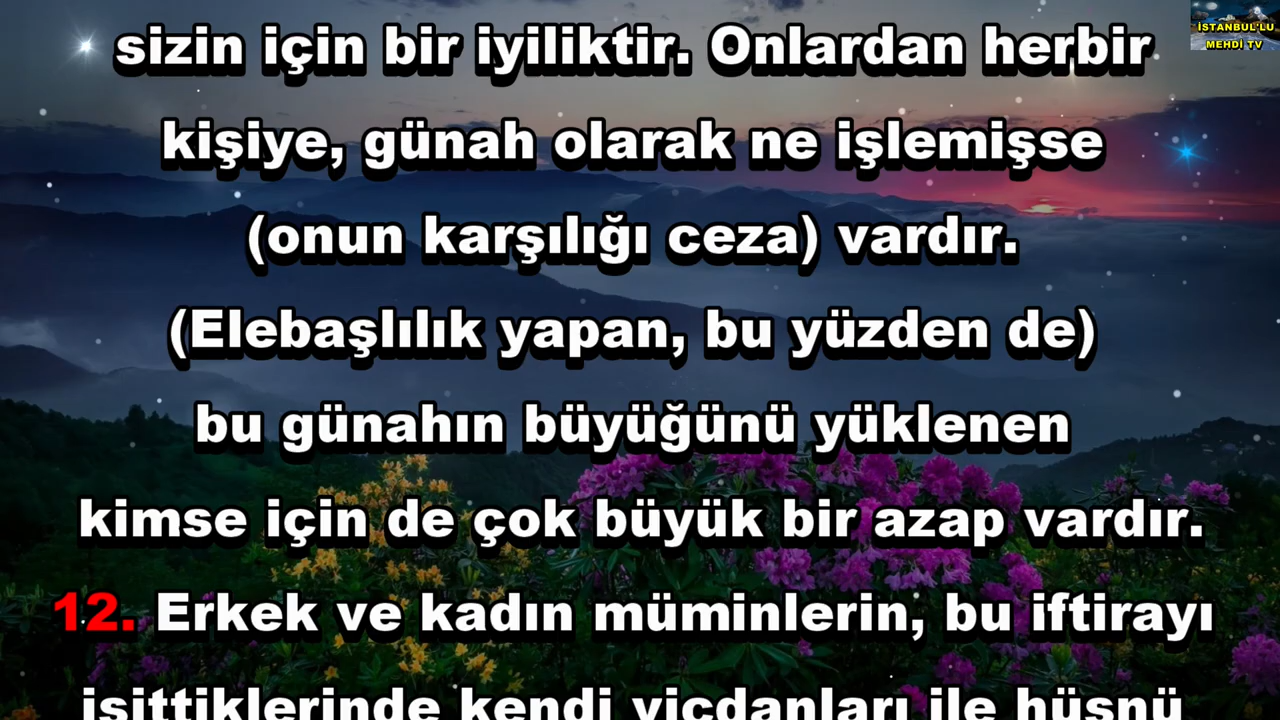 sizin için bir iyiliktir. Onlardan herbir
kişiye, günah olarak ne işlemişse
(onun karşılığı ceza) vardır.
(Elebaşlılık yapan, bu yüzden de)
bu günahın büyüğünü yüklenen
kimse için de çok büyük bir azap vardır.
12. Erkek ve kadın müminlerin, bu iftirayı
işittiklerinde kendi vicdanları ile hüsnü
İSTANBUL'LU
MEHDİ TV